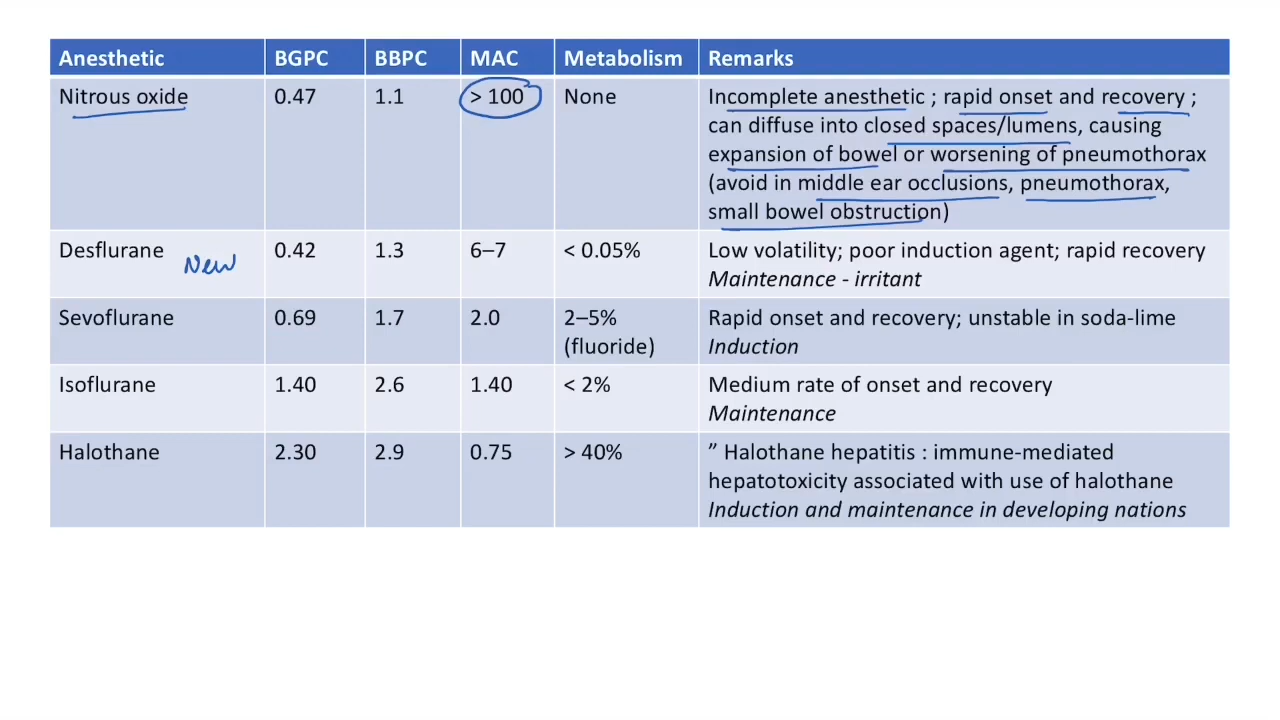 Anesthetic BGPC BBPC MAC Metabolism Remarks
Nitrous oxide 0.47 1.1 > 100 None Incomplete anesthetic ; rapid onset and recovery ;
can diffuse into closed spaces/lumens, causing
expansion of bowel or worsening of pneumothorax
(avoid in middle ear occlusions, pneumothorax,
small bowel obstruction)
Desflurane New 0.42 1.3 6–7 < 0.05% Low volatility; poor induction agent; rapid recovery
Maintenance - irritant
Sevoflurane 0.69 1.7 2.0 2–5% Rapid onset and recovery; unstable in soda-lime
(fluoride) Induction
Isoflurane 1.40 2.6 1.40 < 2% Medium rate of onset and recovery
Maintenance
Halothane 2.30 2.9 0.75 > 40% ” Halothane hepatitis : immune-mediated
hepatotoxicity associated with use of halothane
Induction and maintenance in developing nations